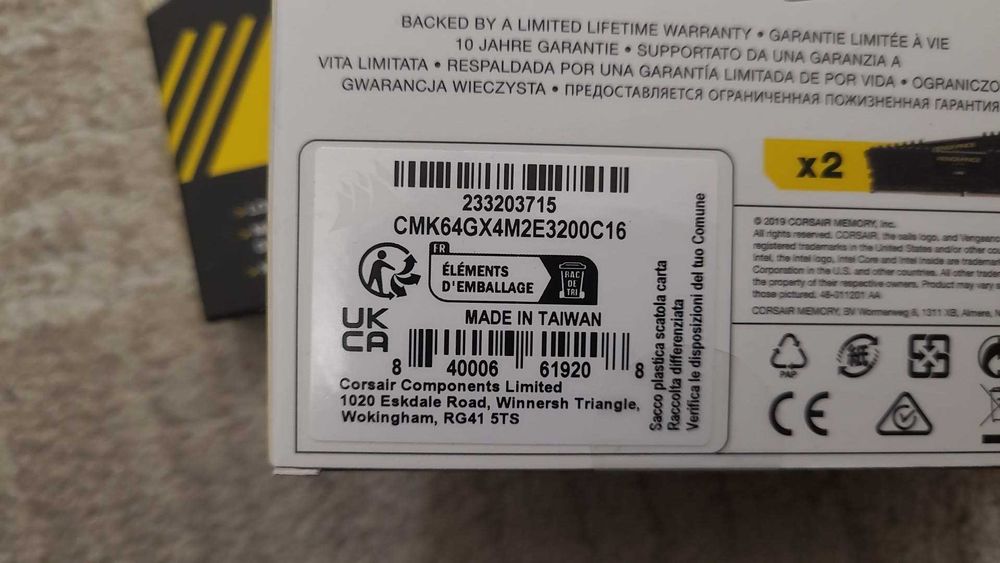 BACKED BY A LIMITED LIFETIME WARRANTY • GARANTIE LIMITÉE À VIE
10 JAHRE GARANTIE • SUPPORTATO DA UNA GARANZIA A
VITA LIMITATA • RESPALDADA POR UNA GARANTÍA LIMITADA DE POR VIDA • OGRANICZO
GWARANCJA WIECZYSTA • ПРЕДОСТАВЛЯЕТСЯ ОГРАНИЧЕННАЯ ПОЖИЗНЕННАЯ ГАРАНТИЯ
233203715
CMK64GX4M2E3200C16
FR
ÉLÉMENTS
D'EMBALLAGE
BAC
DE
TRI
UK
CA
MADE IN TAIWAN
8 40006 61920 8
Corsair Components Limited
1020 Eskdale Road, Winnersh Triangle,
Wokingham, RG41 5TS
Sacco plastica scatola carta
Raccolta differenziata
Verifica le disposizioni del tuo Comune
x2
VENGEANCE
© 2019 CORSAIR MEMORY, Inc.
All rights reserved. CORSAIR, the sails logo, and Vengeanc
registered trademarks in the United States and/or other cou
Intel, the Intel logo, Intel Core and Intel Inside are trademar
Corporation in the U.S. and other countries. All other trade
the property of their respective owners. Product may vary s
those pictured. 48-011201 AA
CORSAIR MEMORY, BV Wormerweg 8, 1311 XB, Almere, N
PAP
紙
CE